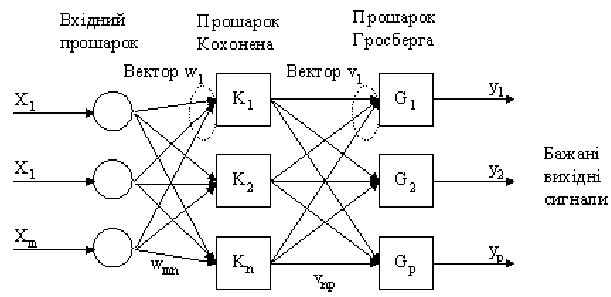 Вхідний
прошарок
Прошарок
Кохонена
Прошарок
Гросберга
Вектор w1
Вектор v1
X1
K1
G1
y1
X1
K2
G2
y2
Бажані
вихідні
сигнали
Xm
wmn
Kn
vnp
Gp
yp